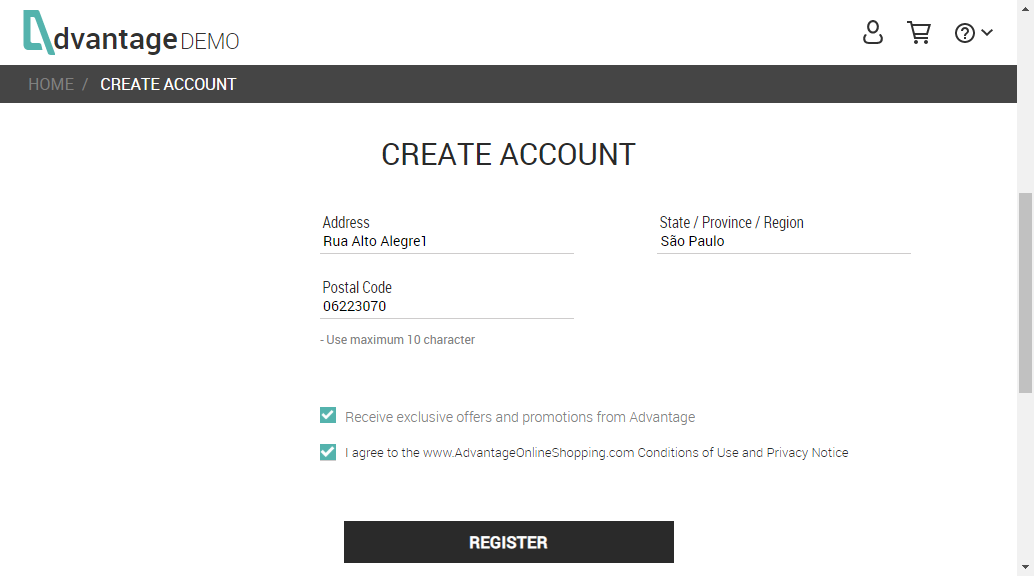 dvantage DEMO
HOME / CREATE ACCOUNT
CREATE ACCOUNT
Address
Rua Alto Alegre1
State / Province / Region
São Paulo
Postal Code
06223070
- Use maximum 10 character
Receive exclusive offers and promotions from Advantage
I agree to the www.AdvantageOnlineShopping.com Conditions of Use and Privacy Notice
REGISTER